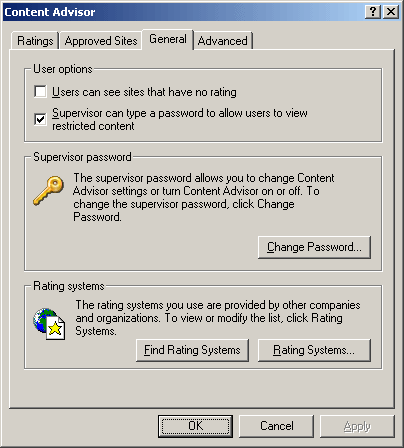 Content Advisor
Ratings Approved Sites General Advanced
User options
Users can see sites that have no rating
Supervisor can type a password to allow users to view
restricted content
Supervisor password
The supervisor password allows you to change Content
Advisor settings or turn Content Advisor on or off. To
change the supervisor password, click Change
Password.
Change Password...
Rating systems
The rating systems you use are provided by other companies
and organizations. To view or modify the list, click Rating
Systems.
Find Rating Systems Rating Systems...
OK Cancel Apply